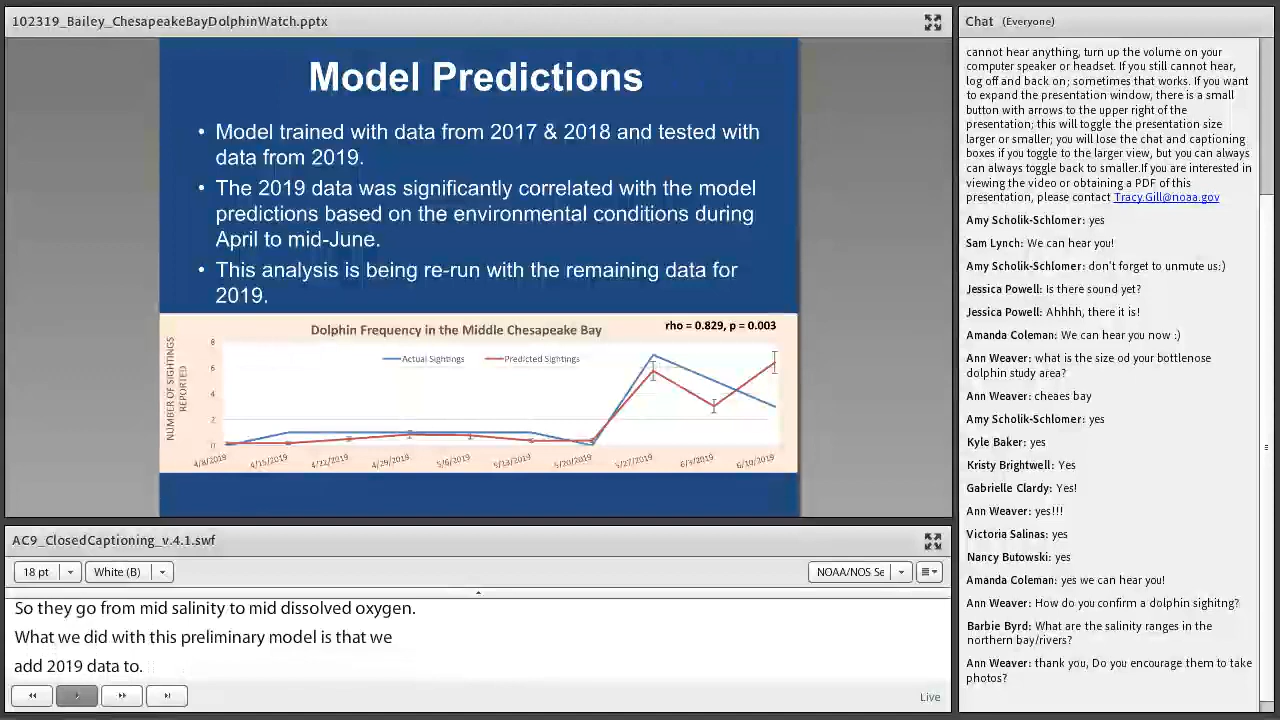 102319_Bailey_ChesapeakeBayDolphinWatch.pptx
Model Predictions
• Model trained with data from 2017 & 2018 and tested with
data from 2019.
• The 2019 data was significantly correlated with the model
predictions based on the environmental conditions during
April to mid-June.
• This analysis is being re-run with the remaining data for
2019.
Dolphin Frequency in the Middle Chesapeake Bay
rho = 0.829, p = 0.003
Actual Sightings
Predicted Sightings
NUMBER OF SIGHTINGS
REPORTED
8
6
4
2
0
4/8/2019
4/15/2019
4/22/2019
4/29/2019
5/6/2019
5/13/2019
5/20/2019
5/27/2019
6/3/2019
6/10/2019
AC9_ClosedCaptioning_v.4.1.swf
18 pt
White (B)
NOAA/NOS Se
So they go from mid salinity to mid dissolved oxygen.
What we did with this preliminary model is that we
add 2019 data to.
Live
Chat (Everyone)
cannot hear anything, turn up the volume on your
computer speaker or headset. If you still cannot hear,
log off and back on; sometimes that works. If you want
to expand the presentation window, there is a small
button with arrows to the upper right of the
presentation; this will toggle the presentation size
larger or smaller; you will lose the chat and captioning
boxes if you toggle to the larger view, but you can always
can always toggle back to smaller.If you are interested in
viewing the video or obtaining a PDF of this
presentation, please contact Tracy.Gill@noaa.gov
Amy Scholik-Schlomer: yes
Sam Lynch: We can hear you!
Amy Scholik-Schlomer: don't forget to unmute us:)
Jessica Powell: Is there sound yet?
Jessica Powell: Ahhhh, there it is!
Amanda Coleman: We can hear you now :)
Ann Weaver: what is the size od your bottlenose
dolphin study area?
Ann Weaver: cheaes bay
Amy Scholik-Schlomer: yes
Kyle Baker: yes
Kristy Brightwell: Yes
Gabrielle Clardy: Yes!
Ann Weaver: yes!!!
Victoria Salinas: yes
Nancy Butowski: yes
Amanda Coleman: yes we can hear you!
Ann Weaver: How do you confirm a dolphin sighitng?
Barbie Byrd: What are the salinity ranges in the
northern bay/rivers?
Ann Weaver: thank you, Do you encourage them to take
photos?